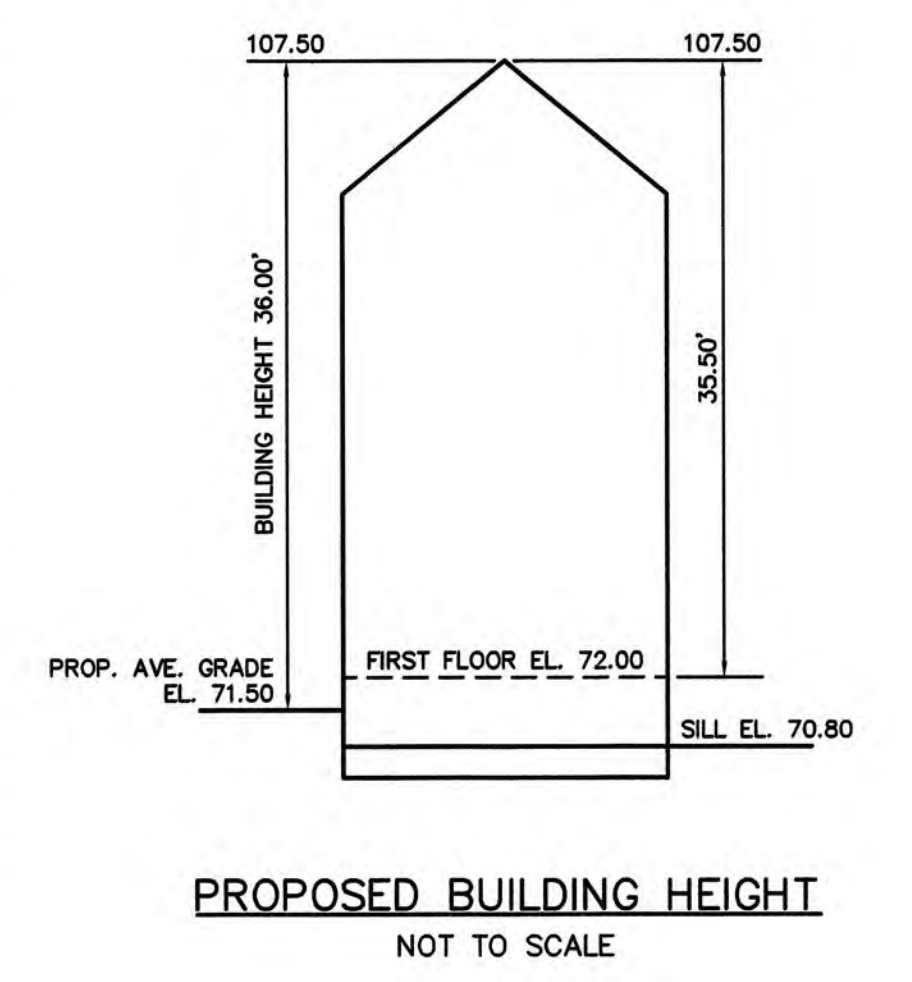 107.50
107.50
BUILDING HEIGHT 36.00'
35.50'
PROP. AVE. GRADE
EL. 71.50
FIRST FLOOR EL. 72.00
SILL EL. 70.80
PROPOSED BUILDING HEIGHT
NOT TO SCALE